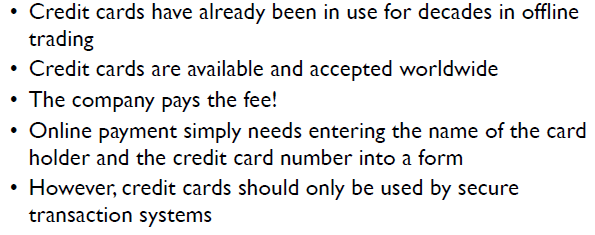 • Credit cards have already been in use for decades in offline
trading
• Credit cards are available and accepted worldwide
• The company pays the fee!
• Online payment simply needs entering the name of the card
holder and the credit card number into a form
• However, credit cards should only be used by secure
transaction systems